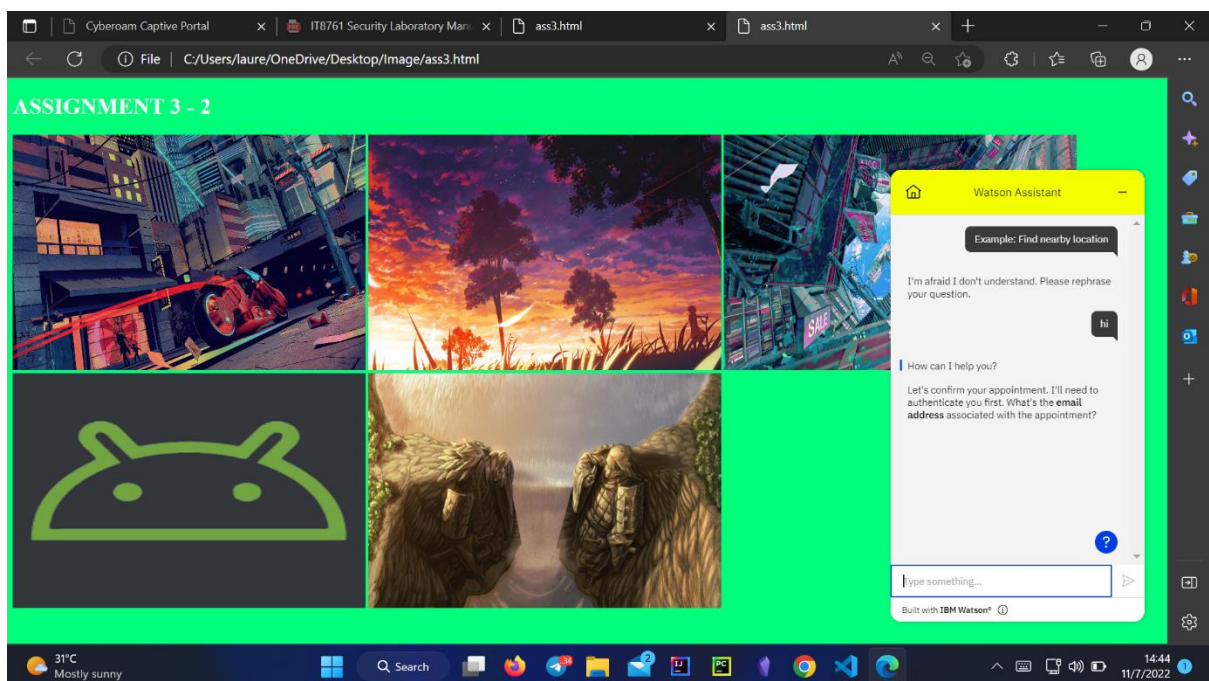 Cyberoam Captive Portal
IT8761 Security Laboratory Manu
ass3.html
ass3.html
File
C:/Users/laure/OneDrive/Desktop/Image/ass3.html
ASSIGNMENT 3 - 2
SALE
Watson Assistant
Example: Find nearby location
I'm afraid I don't understand. Please rephrase
your question.
hi
How can I help you?
Let's confirm your appointment. I'll need to
authenticate you first. What's the email
address associated with the appointment?
?
Type something...
Built with IBM Watson®
31°C
Mostly sunny
Search
34
2
14:44
11/7/2022
1